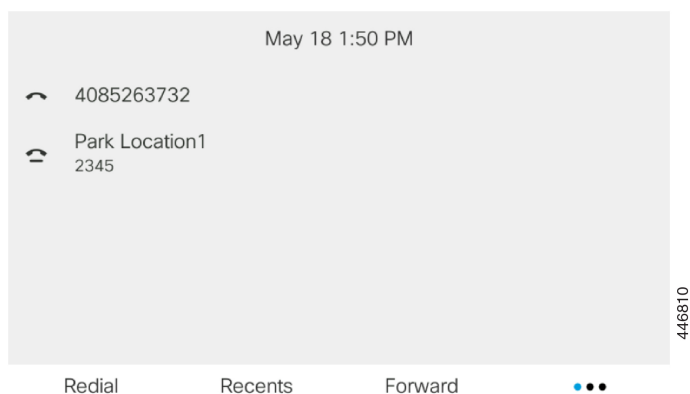 May 18 1:50 PM
4085263732
Park Location1
2345
446810
Redial Recents Forward